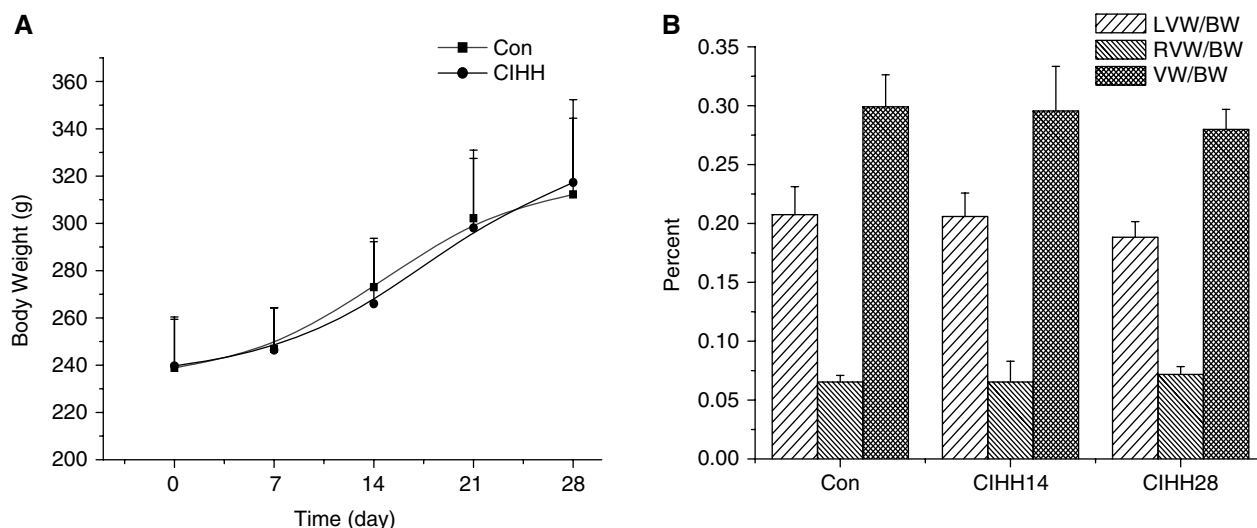 A
Con
CIHH
360
340
320
300
280
260
240
220
200
Body Weight (g)
0 7 14 21 28
Time (day)
B
LVW/BW
RVW/BW
VW/BW
0.35
0.30
0.25
0.20
0.15
0.10
0.05
0.00
Percent
Con CIHH14 CIHH28